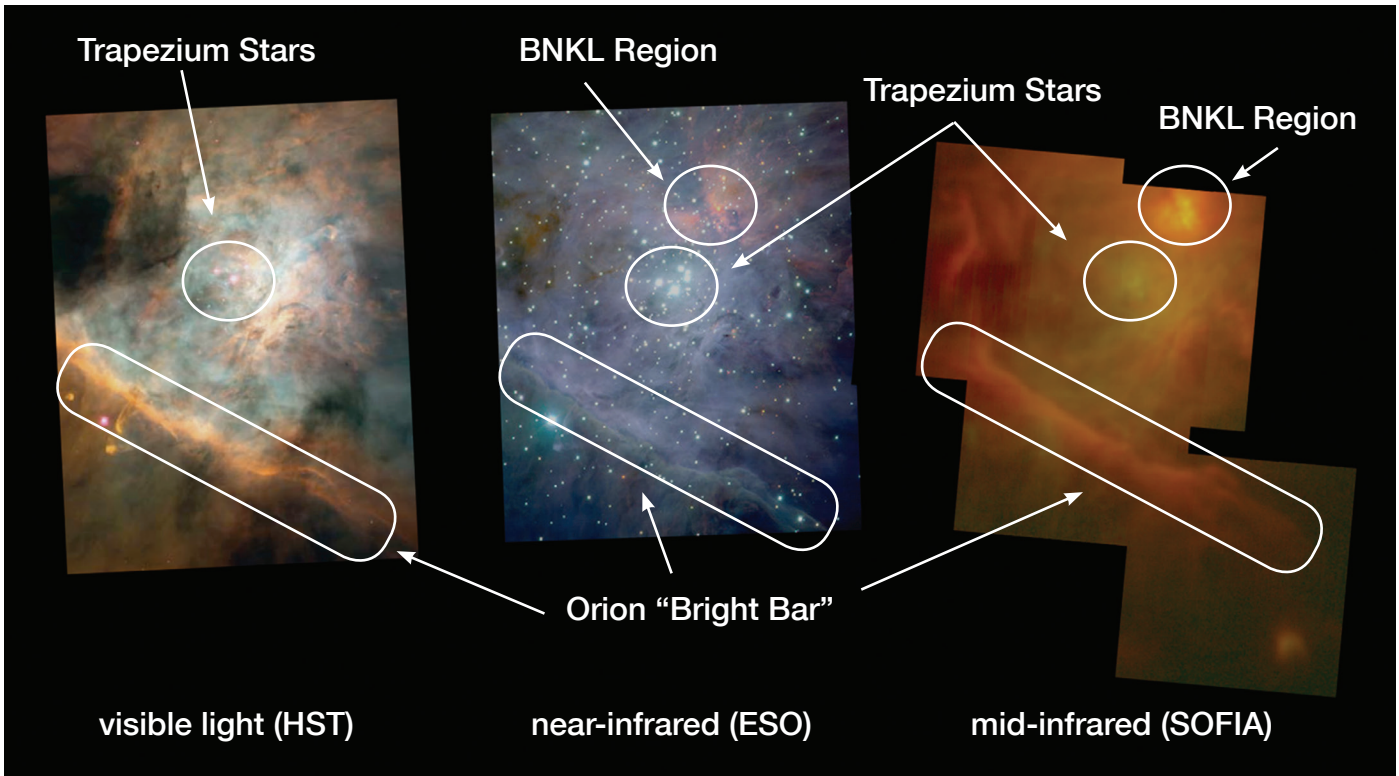 Trapezium Stars
BNKL Region
Trapezium Stars
BNKL Region
Orion “Bright Bar”
visible light (HST)
near-infrared (ESO)
mid-infrared (SOFIA)